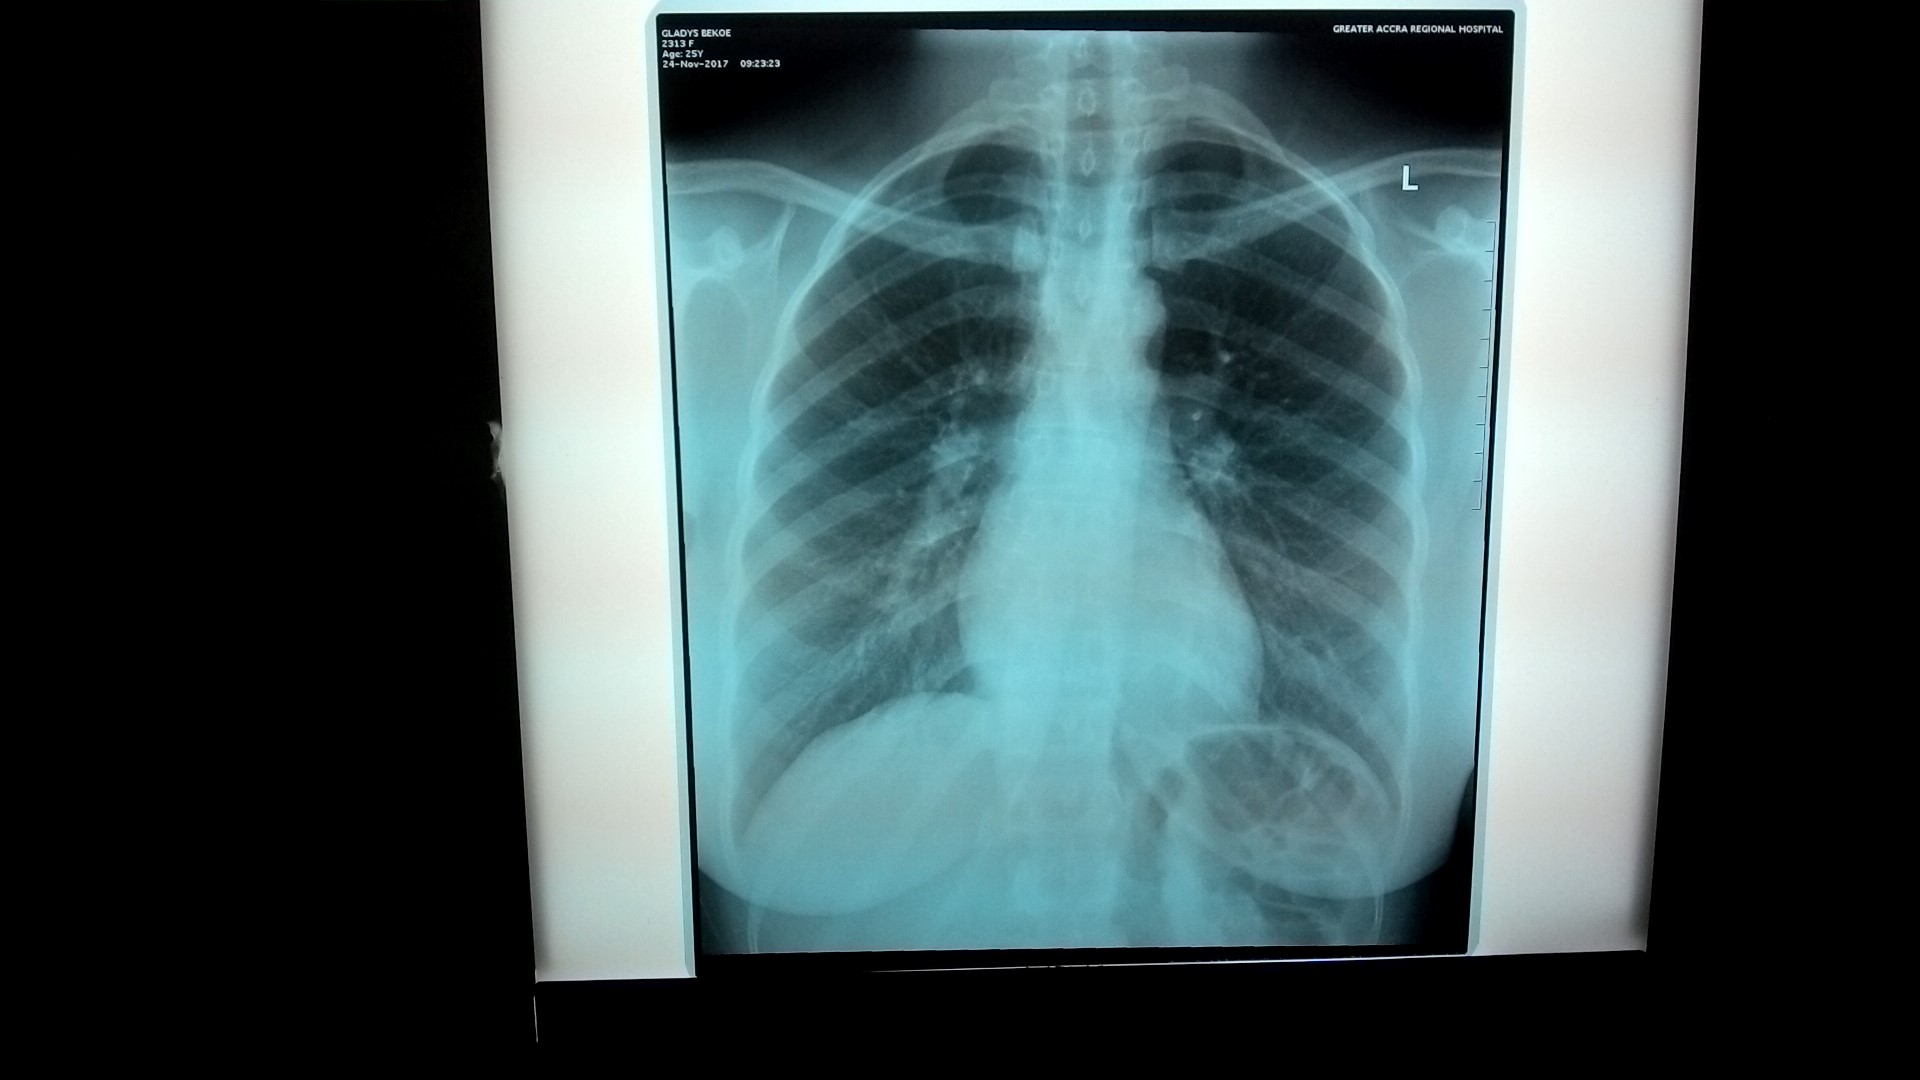 GLADYS BEKOE
2313 F
Age: 25Y
24-Nov-2017 09:23:23
GREATER ACCRA REGIONAL HOSPITAL
L